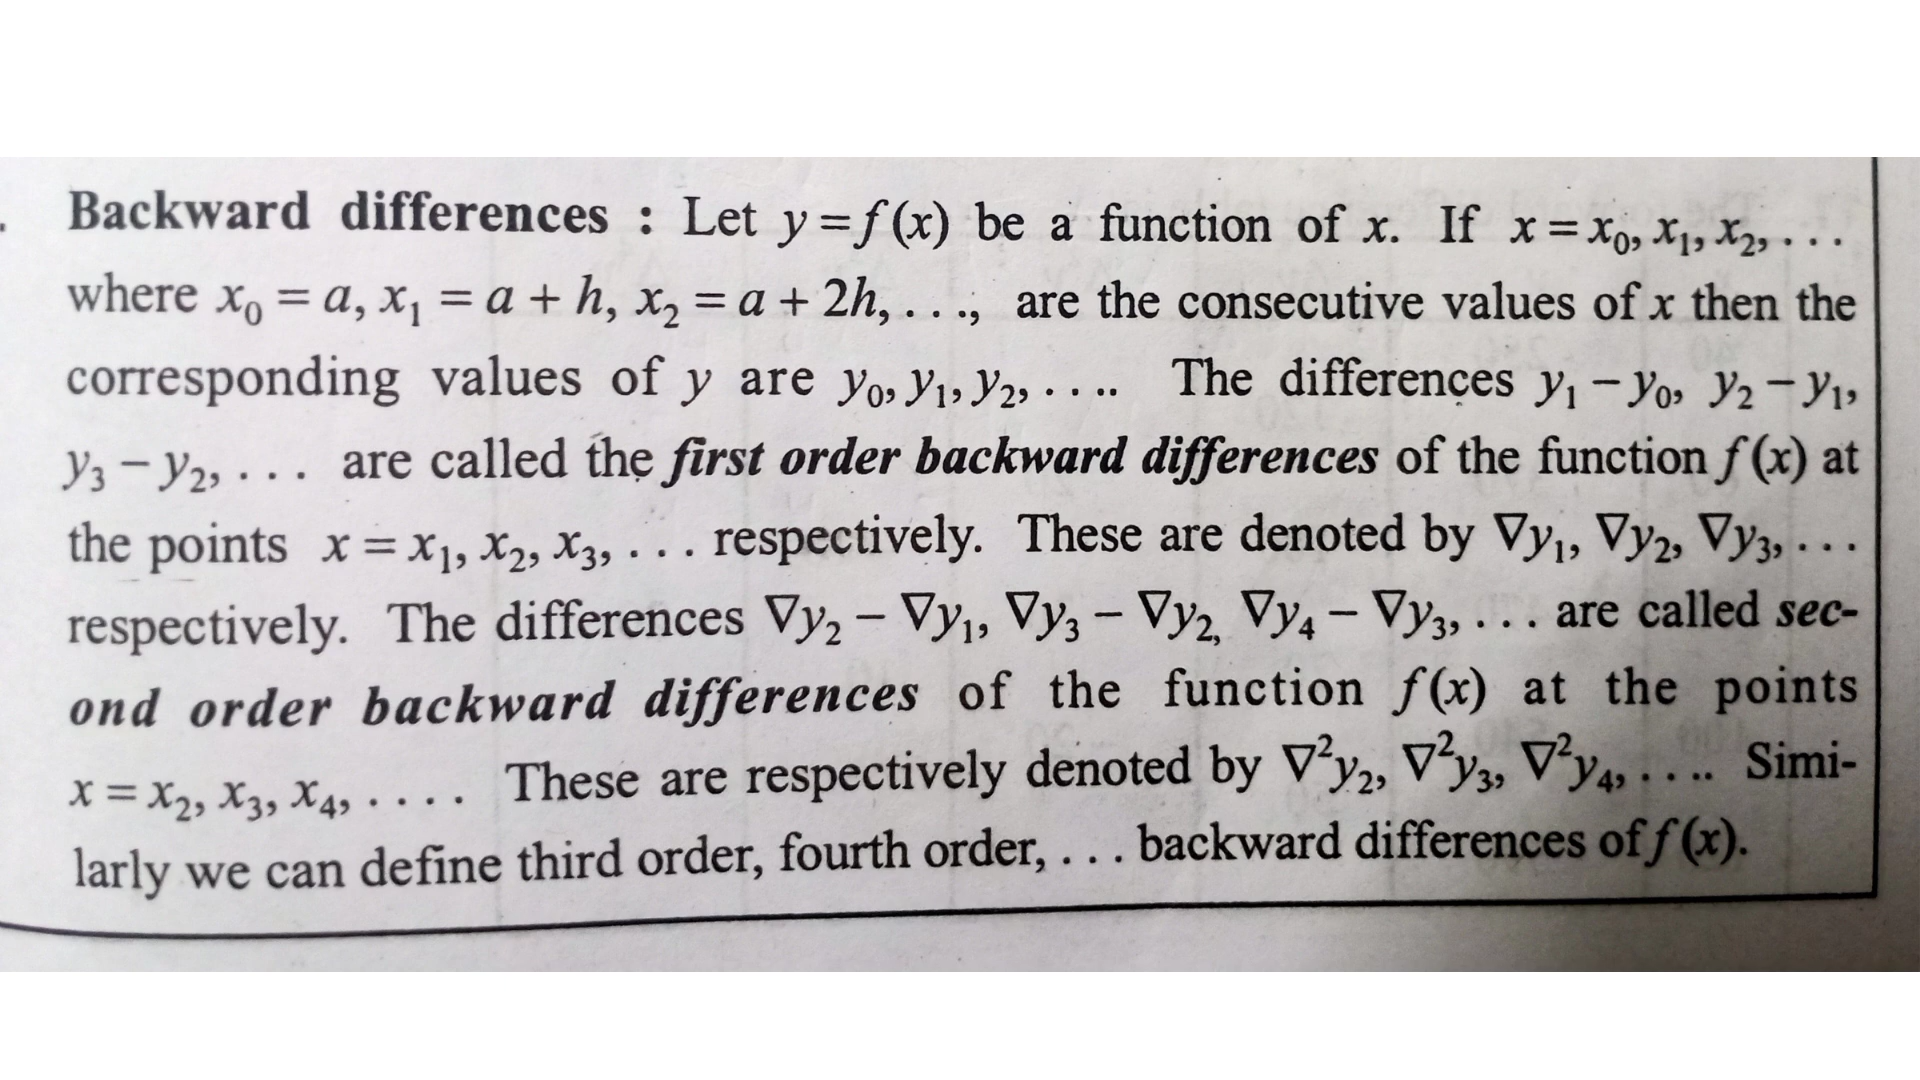 . Backward differences : Let y = f (x) be a function of x. If x = x₀, x₁, x₂, . . .
where x₀ = a, x₁ = a + h, x₂ = a + 2h, . . ., are the consecutive values of x then the
corresponding values of y are y₀, y₁, y₂, . . .. The differences y₁ – y₀, y₂ – y₁,
y₃ – y₂, . . . are called the first order backward differences of the function f (x) at
the points x = x₁, x₂, x₃, . . . respectively. These are denoted by ∇y₁, ∇y₂, ∇y₃, . . .
respectively. The differences ∇y₂ – ∇y₁, ∇y₃ – ∇y₂, ∇y₄ – ∇y₃, . . . are called sec-
ond order backward differences of the function f (x) at the points
x = x₂, x₃, x₄, . . . . These are respectively denoted by ∇²y₂, ∇²y₃, ∇²y₄, . . .. Simi-
larly we can define third order, fourth order, . . . backward differences of f (x).